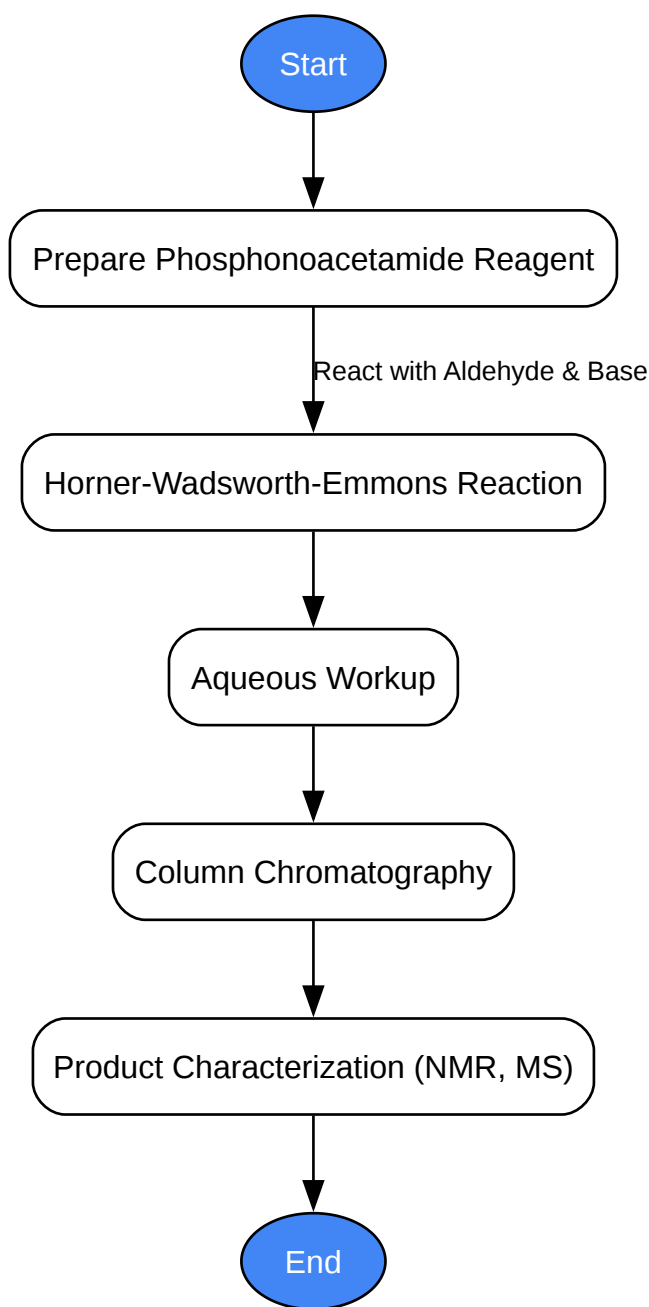 Start
Prepare Phosphonoacetamide Reagent
React with Aldehyde & Base
Horner-Wadsworth-Emmons Reaction
Aqueous Workup
Column Chromatography
Product Characterization (NMR, MS)
End